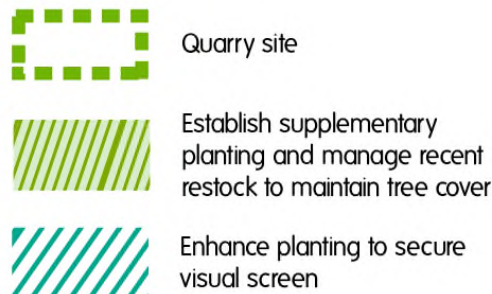 Quarry site
Establish supplementary
planting and manage recent
restock to maintain tree cover
Enhance planting to secure
visual screen